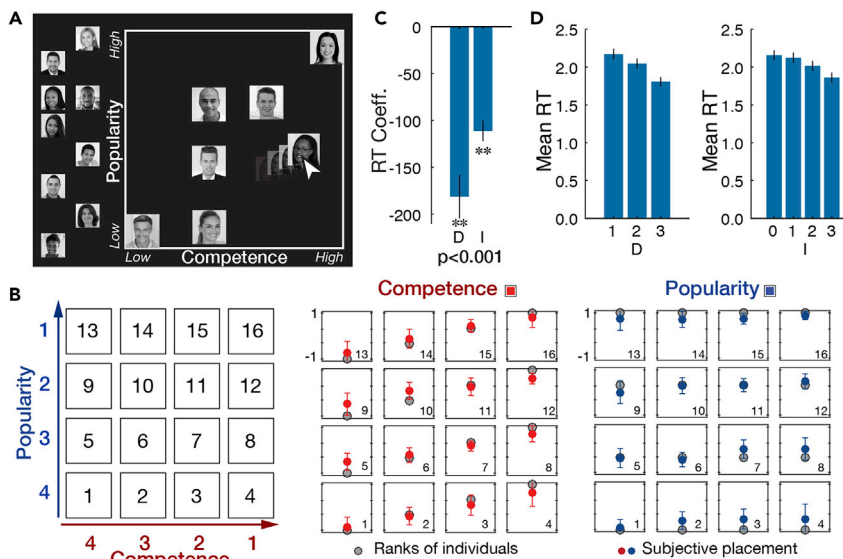 A
High
Popularity
Low
Low Competence High
C
0
-50
-100
-150
-200
RT Coeff.
**
**
D I
p<0.001
D
2.5
2.0
1.5
1.0
0.5
0.0
Mean RT
1 2 3
D
2.5
2.0
1.5
1.0
0.5
0.0
Mean RT
0 1 2 3
I
B
Popularity
1 13 14 15 16
2 9 10 11 12
3 5 6 7 8
4 1 2 3 4
4 3 2 1
Competence
Competence
1
-1
13 14 15 16
9 10 11 12
5 6 7 8
1 2 3 4
Ranks of individuals
Popularity
1
-1
13 14 15 16
9 10 11 12
5 6 7 8
1 2 3 4
Subjective placement